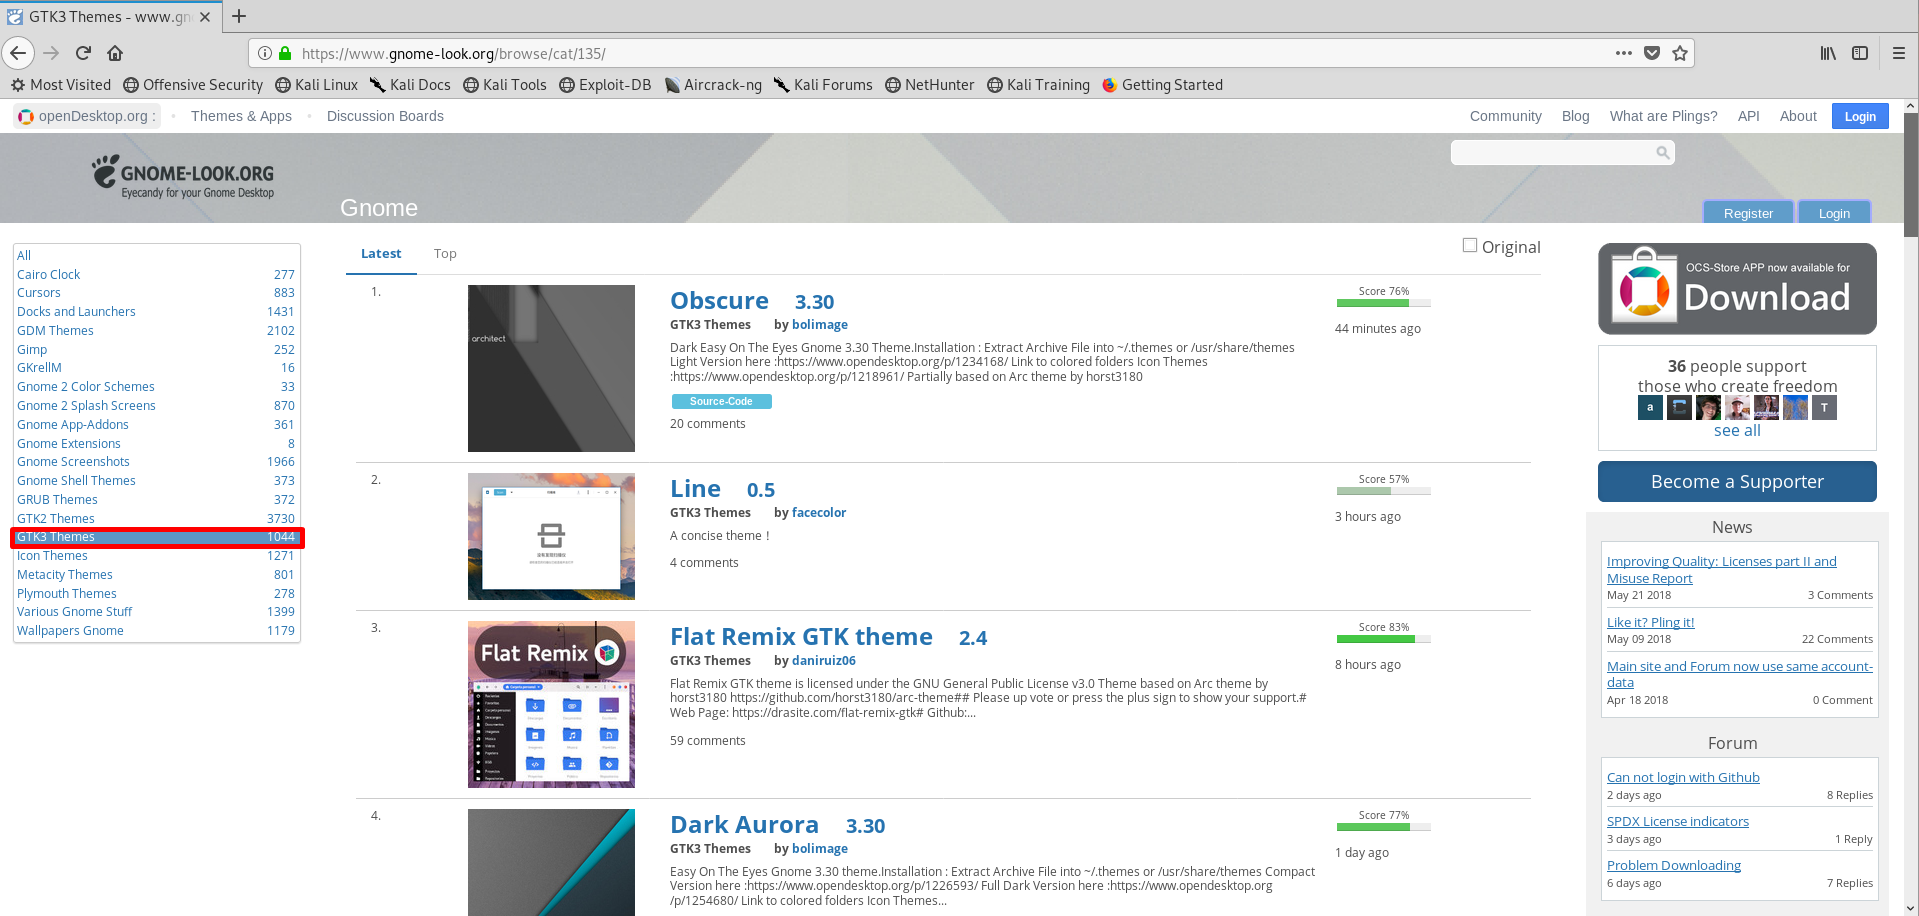 GTK3 Themes - www.gn
https://www.gnome-look.org/browse/cat/135/
Most Visited
Offensive Security
Kali Linux
Kali Docs
Kali Tools
Exploit-DB
Aircrack-ng
Kali Forums
NetHunter
Kali Training
Getting Started
openDesktop.org :
Themes & Apps
Discussion Boards
Community
Blog
What are Plings?
API
About
Login
GNOME-LOOK.ORG
Eyecandy for your Gnome Desktop
Gnome
Register
Login
All
Cairo Clock 277
Cursors 883
Docks and Launchers 1431
GDM Themes 2102
Gimp 252
GKrellM 16
Gnome 2 Color Schemes 33
Gnome 2 Splash Screens 870
Gnome App-Addons 361
Gnome Extensions 8
Gnome Screenshots 1966
Gnome Shell Themes 373
GRUB Themes 372
GTK2 Themes 3730
GTK3 Themes 1044
Icon Themes 1271
Metacity Themes 801
Plymouth Themes 278
Various Gnome Stuff 1399
Wallpapers Gnome 1179
Latest
Top
Original
1.
architect
Obscure 3.30
GTK3 Themes by bolimage
Dark Easy On The Eyes Gnome 3.30 Theme.Installation : Extract Archive File into ~/.themes or /usr/share/themes
Light Version here :https://www.opendesktop.org/p/1234168/ Link to colored folders Icon Themes
:https://www.opendesktop.org/p/1218961/ Partially based on Arc theme by horst3180
Source-Code
20 comments
Score 76%
44 minutes ago
2.
Line 0.5
GTK3 Themes by facecolor
A concise theme !
4 comments
Score 57%
3 hours ago
3.
Flat Remix
Flat Remix GTK theme 2.4
GTK3 Themes by daniruiz06
Flat Remix GTK theme is licensed under the GNU General Public License v3.0 Theme based on Arc theme by
horst3180 https://github.com/horst3180/arc-theme## Please up vote or press the plus sign to show your support.#
Web Page: https://drasite.com/flat-remix-gtk# Github:...
59 comments
Score 83%
8 hours ago
4.
Dark Aurora 3.30
GTK3 Themes by bolimage
Easy On The Eyes Gnome 3.30 theme.Installation : Extract Archive File into ~/.themes or /usr/share/themes Compact
Version here :https://www.opendesktop.org/p/1226593/ Full Dark Version here :https://www.opendesktop.org
/p/1254680/ Link to colored folders Icon Themes...
Score 77%
1 day ago
OCS-Store APP now available for
Download
36 people support
those who create freedom
a
T
see all
Become a Supporter
News
Improving Quality: Licenses part II and
Misuse Report
May 21 2018 3 Comments
Like it? Pling it!
May 09 2018 22 Comments
Main site and Forum now use same account-
data
Apr 18 2018 0 Comment
Forum
Can not login with Github
2 days ago 8 Replies
SPDX License indicators
3 days ago 1 Reply
Problem Downloading
6 days ago 7 Replies